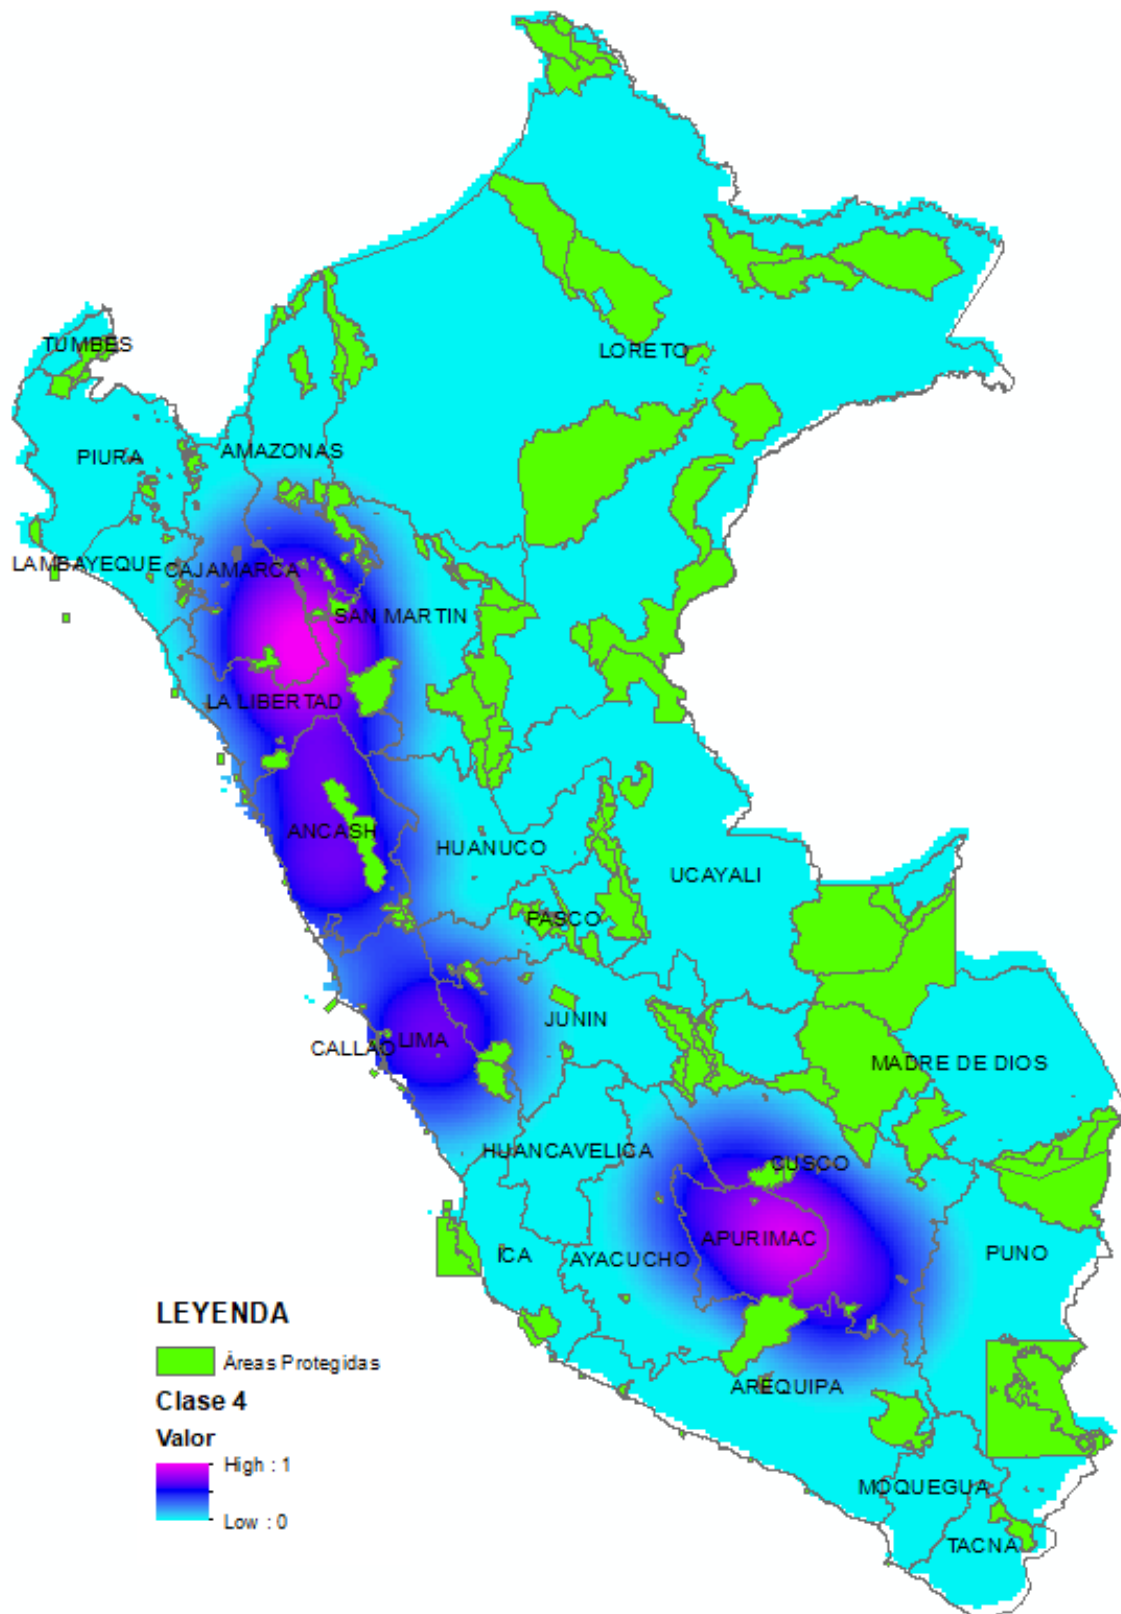 TUMBES
LORETO
PIURA
AMAZONAS
LAMBAYEQUE
CAJAMARCA
SAN MARTIN
LA LIBERTAD
ANCASH
HUANUCO
UCAYALI
PASCO
JUNIN
LIMA
CALLAO
MADRE DE DIOS
HUANCAVELICA
CUSCO
APURIMAC
ICA
AYACUCHO
PUNO
AREQUIPA
MOQUEGUA
TACNA
LEYENDA
Áreas Protegidas
Clase 4
Valor
High : 1
Low : 0